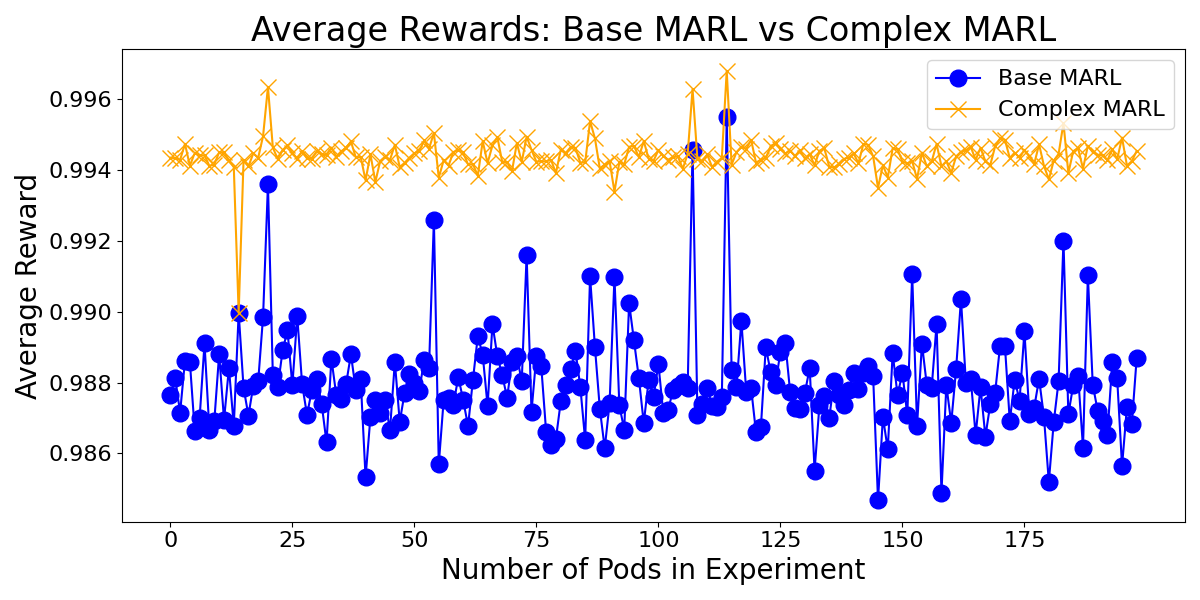 Average Rewards: Base MARL vs Complex MARL
Base MARL
Complex MARL
Average Reward
0.996
0.994
0.992
0.990
0.988
0.986
0 25 50 75 100 125 150 175
Number of Pods in Experiment